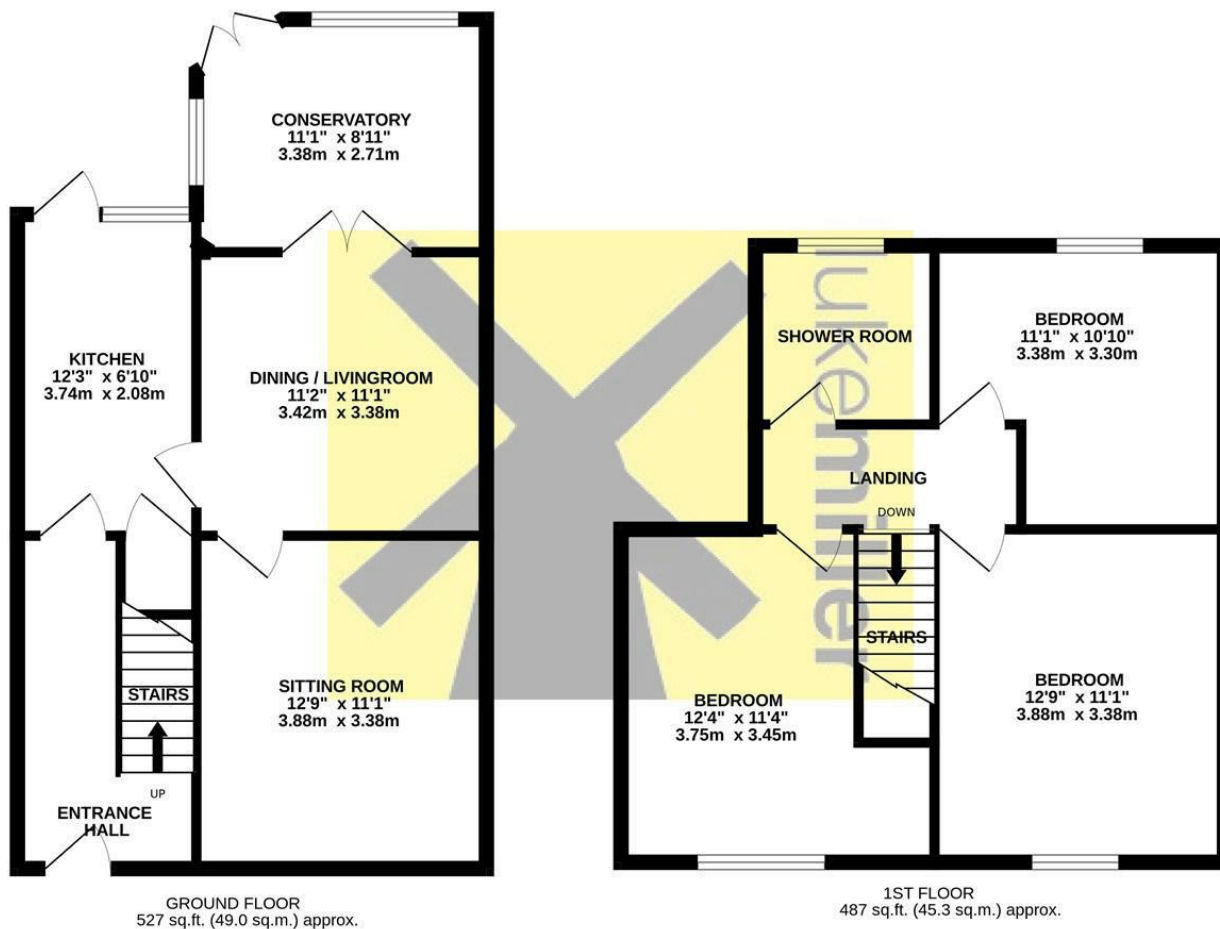 CONSERVATORY
11'1" x 8'11"
3.38m x 2.71m
KITCHEN
12'3" x 6'10"
3.74m x 2.08m
DINING / LIVINGROOM
11'2" x 11'1"
3.42m x 3.38m
SITTING ROOM
12'9" x 11'1"
3.88m x 3.38m
STAIRS
UP
ENTRANCE
HALL
GROUND FLOOR
527 sq.ft. (49.0 sq.m.) approx.
lukemiller
SHOWER ROOM
BEDROOM
11'1" x 10'10"
3.38m x 3.30m
LANDING
DOWN
STAIRS
BEDROOM
12'4" x 11'4"
3.75m x 3.45m
BEDROOM
12'9" x 11'1"
3.88m x 3.38m
1ST FLOOR
487 sq.ft. (45.3 sq.m.) approx.